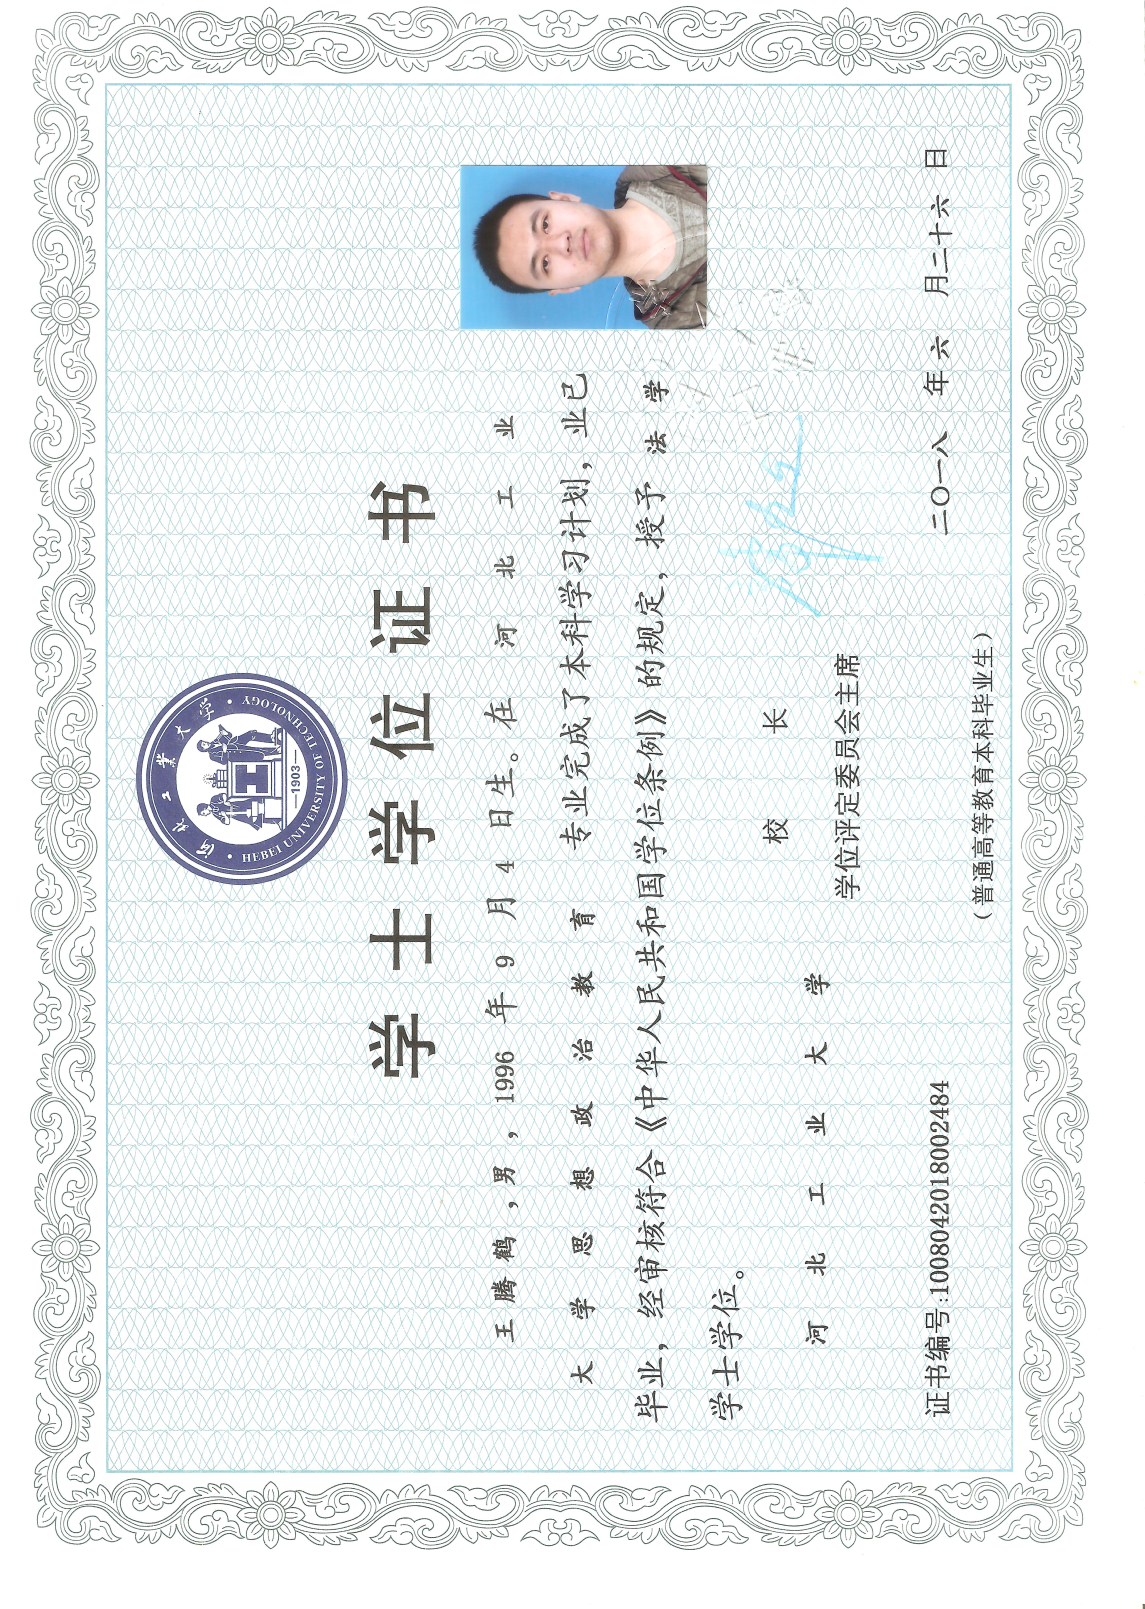 河北工业大学
HEBEI UNIVERSITY OF TECHNOLOGY
1903
学士学位证书
王腾鹤,男,1996年9月4日生。在河北工业
大学思想政治教育专业完成了本科学习计划,业已
毕业,经审核符合《中华人民共和国学位条例》的规定,授予法学
学士学位。
校长
河北工业大学
学位评定委员会主席
证书编号:1008042018002484
二〇一八年六月二十六日
(普通高等教育本科毕业生)